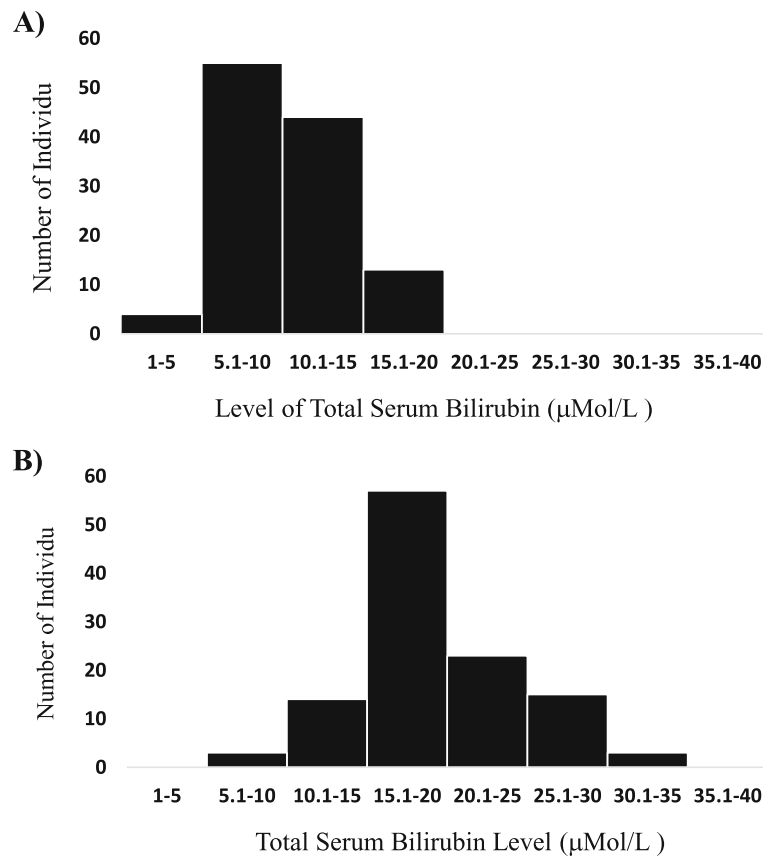 A)
60
50
40
30
20
10
0
Number of Individu
1-5 5.1-10 10.1-15 15.1-20 20.1-25 25.1-30 30.1-35 35.1-40
Level of Total Serum Bilirubin (μMol/L )
B)
60
50
40
30
20
10
0
Number of Individu
1-5 5.1-10 10.1-15 15.1-20 20.1-25 25.1-30 30.1-35 35.1-40
Total Serum Bilirubin Level (μMol/L )